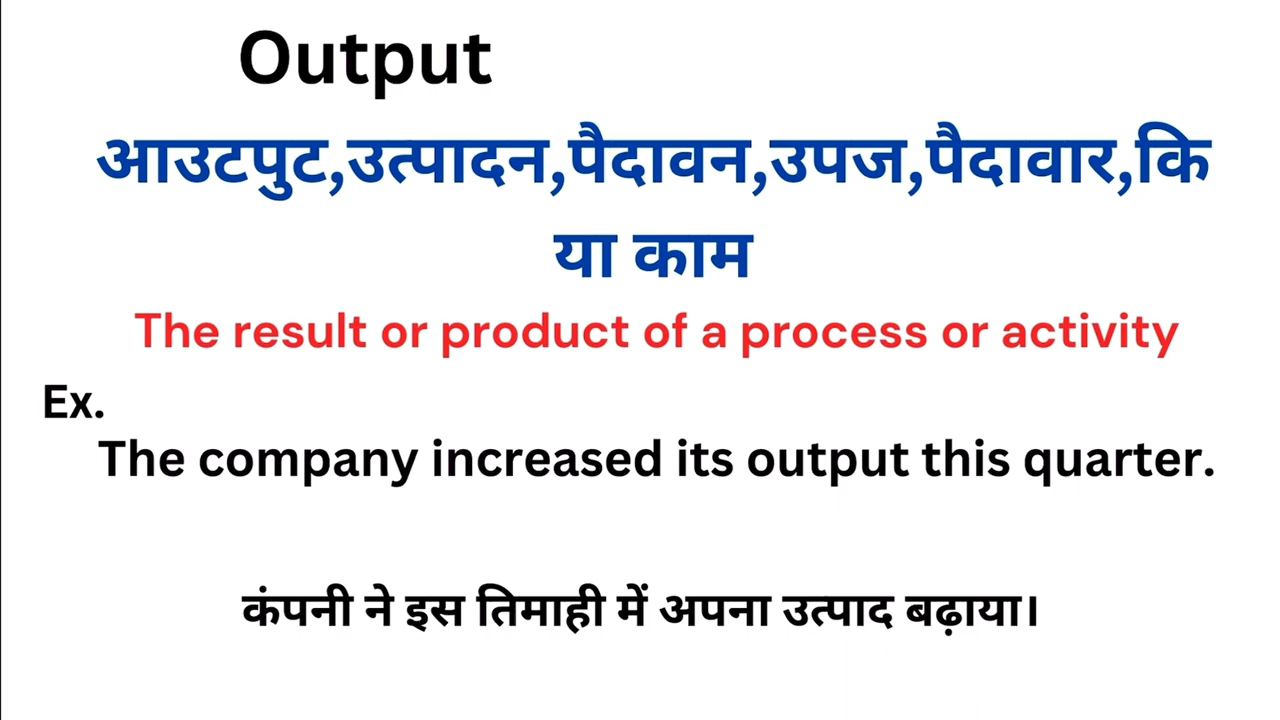 Output
आउटपुट,उत्पादन,पैदावन,उपज,पैदावार,कि
या काम
The result or product of a process or activity
Ex.
The company increased its output this quarter.
कंपनी ने इस तिमाही में अपना उत्पाद बढ़ाया।